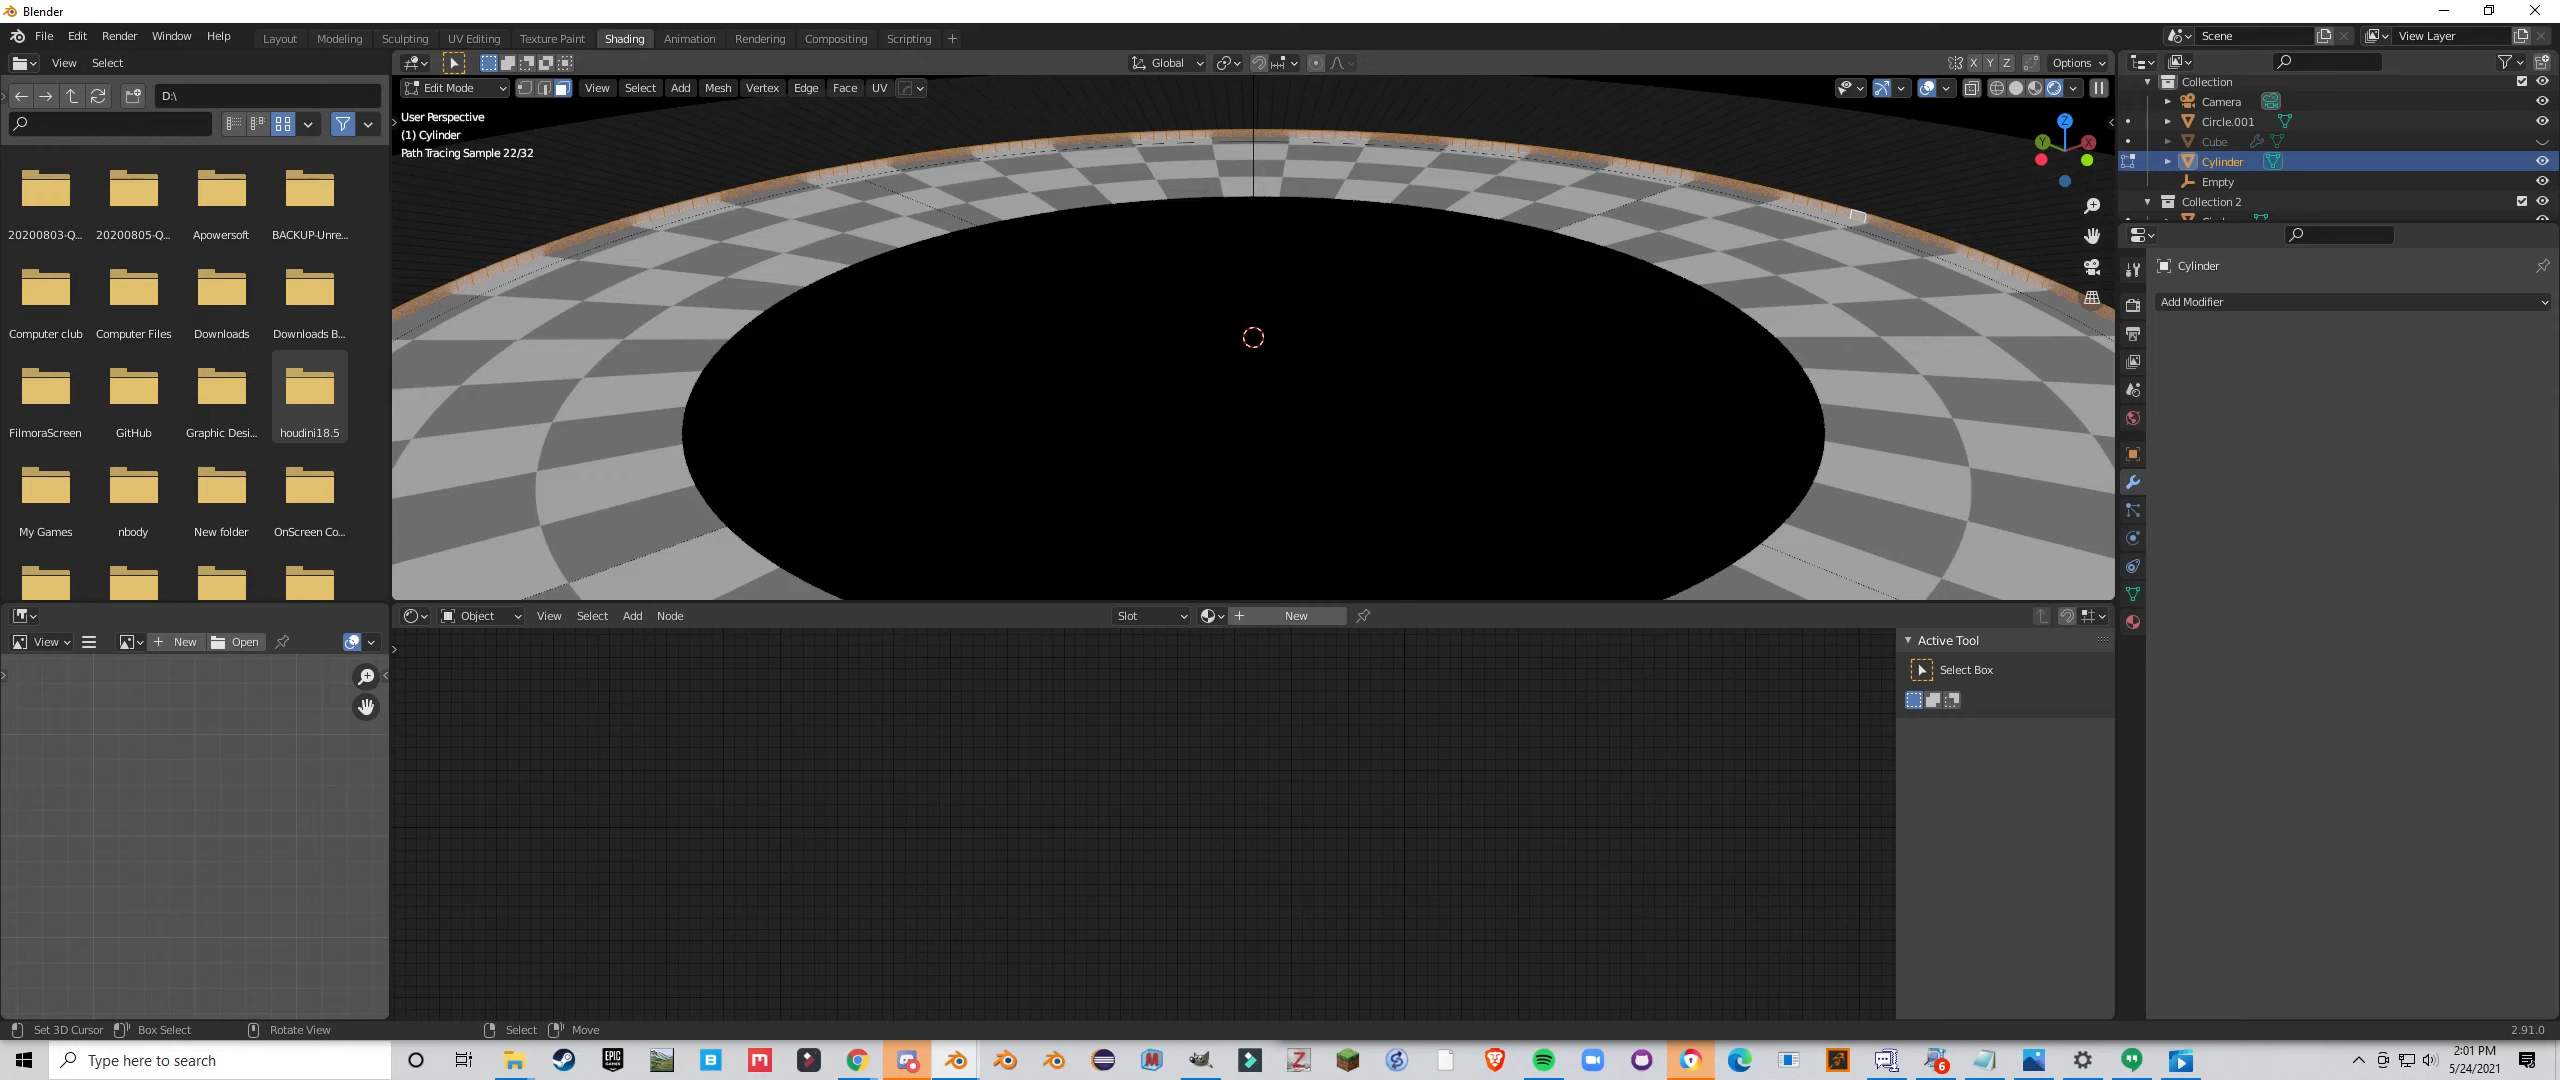 Blender
File Edit Render Window Help Layout Modeling Sculpting UV Editing Texture Paint Shading Animation Rendering Compositing Scripting + Scene View Layer
View Select Global X Y Z Options
D:\
Edit Mode View Select Add Mesh Vertex Edge Face UV
User Perspective
(1) Cylinder
Path Tracing Sample 22/32
Z
Y X
20200803-Q... 20200805-Q... Apowersoft BACKUP-Unre...
Computer club Computer Files Downloads Downloads B...
FilmoraScreen GitHub Graphic Desi... houdini18.5
My Games nbody New folder OnScreen Co...
Collection
Camera
Circle.001
Cube
Cylinder
Empty
Collection 2
Cylinder
Add Modifier
View + New Open
Object View Select Add Node Slot + New
Active Tool
Select Box
Set 3D Cursor Box Select Rotate View Select Move 2.91.0
Type here to search
EPIC GAMES
B
6
2:01 PM
5/24/2021